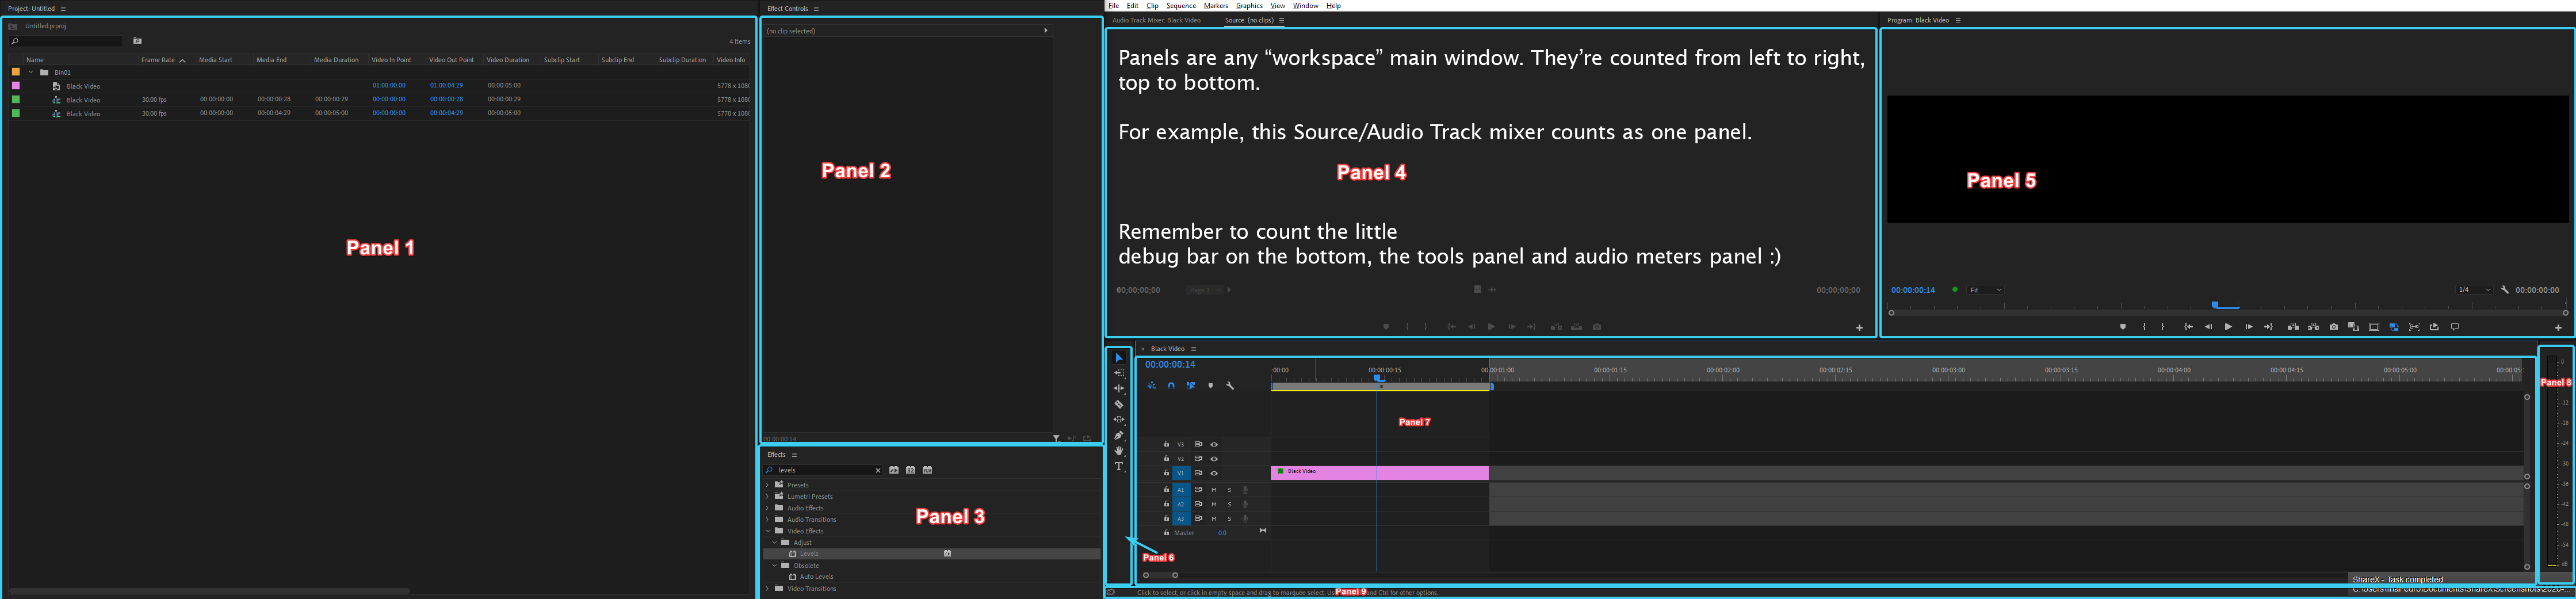 Project: Untitled
Untitled.prproj
4 Items
Name Frame Rate Media Start Media End Media Duration Video In Point Video Out Point Video Duration Subclip Start Subclip End Subclip Duration Video Info
Bin01
Black Video 01:00:00:00 01:00:04:29 00:00:05:00 5778 x 108
Black Video 30.00 fps 00:00:00:00 00:00:00:28 00:00:00:29 00:00:00:00 00:00:00:28 00:00:00:29 5778 x 108
Black Video 30.00 fps 00:00:00:00 00:00:04:29 00:00:05:00 00:00:00:00 00:00:04:29 00:00:05:00 5778 x 108
Panel 1
Effect Controls
(no clip selected)
Panel 2
00:00:00:14
Effects
levels
Presets
Lumetri Presets
Audio Effects
Audio Transitions
Video Effects
Adjust
Levels
Obsolete
Auto Levels
Video Transitions
Panel 3
File Edit Clip Sequence Markers Graphics View Window Help
Audio Track Mixer: Black Video Source: (no clips)
Panels are any “workspace” main window. They’re counted from left to right,
top to bottom.
For example, this Source/Audio Track mixer counts as one panel.
Panel 4
Remember to count the little
debug bar on the bottom, the tools panel and audio meters panel :)
00;00;00;00 Page 1 00;00;00;00
Program: Black Video
Panel 5
00:00:00:14 Fit 1/4 00:00:00:00
Panel 6
Black Video
00:00:00:14
:00:00 00:00:00:15 00:00:01:00 00:00:01:15 00:00:02:00 00:00:02:15 00:00:03:00 00:00:03:15 00:00:04:00 00:00:04:15 00:00:05:00 00:00:05:
Panel 7
V3
V2
V1 Black Video
A1 M S
A2 M S
A3 M S
Master 0.0
Panel 8
0
-12
-18
-24
-30
-36
-42
-48
-54
dB
ShareX - Task completed
Panel 9
Click to select, or click in empty space and drag to marquee select. and Ctrl for other options.